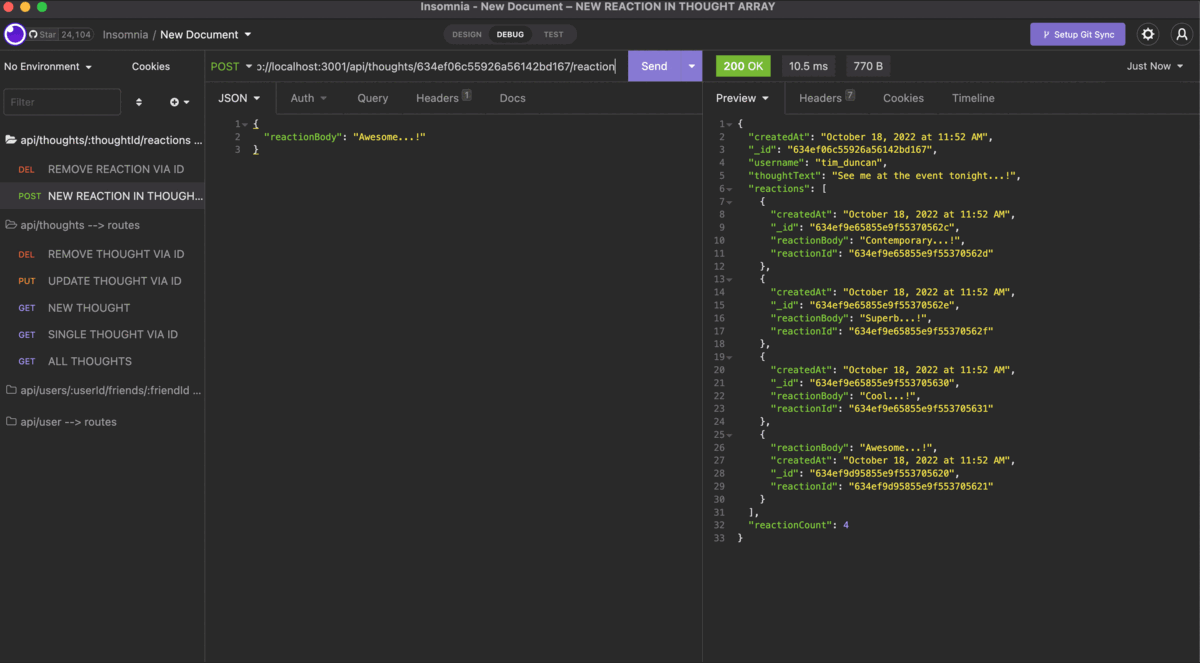 Insomnia - New Document – NEW REACTION IN THOUGHT ARRAY
Star 24,104 Insomnia / New Document
DESIGN DEBUG TEST
Setup Git Sync
No Environment Cookies
POST ɔ://localhost:3001/api/thoughts/634ef06c55926a56142bd167/reaction Send
200 OK 10.5 ms 770 B Just Now
Filter
JSON Auth Query Headers 1 Docs
Preview Headers 7 Cookies Timeline
api/thoughts/:thoughtId/reactions ...
DEL REMOVE REACTION VIA ID
POST NEW REACTION IN THOUGH...
api/thoughts --> routes
DEL REMOVE THOUGHT VIA ID
PUT UPDATE THOUGHT VIA ID
GET NEW THOUGHT
GET SINGLE THOUGHT VIA ID
GET ALL THOUGHTS
api/users/:userId/friends/:friendId ...
api/user --> routes
1 {
2 "reactionBody": "Awesome...!"
3 }
1 {
2 "createdAt": "October 18, 2022 at 11:52 AM",
3 "_id": "634ef06c55926a56142bd167",
4 "username": "tim_duncan",
5 "thoughtText": "See me at the event tonight...!",
6 "reactions": [
7 {
8 "createdAt": "October 18, 2022 at 11:52 AM",
9 "_id": "634ef9e65855e9f55370562c",
10 "reactionBody": "Contemporary...!",
11 "reactionId": "634ef9e65855e9f55370562d"
12 },
13 {
14 "createdAt": "October 18, 2022 at 11:52 AM",
15 "_id": "634ef9e65855e9f55370562e",
16 "reactionBody": "Superb...!",
17 "reactionId": "634ef9e65855e9f55370562f"
18 },
19 {
20 "createdAt": "October 18, 2022 at 11:52 AM",
21 "_id": "634ef9e65855e9f553705630",
22 "reactionBody": "Cool...!",
23 "reactionId": "634ef9e65855e9f553705631"
24 },
25 {
26 "reactionBody": "Awesome...!",
27 "createdAt": "October 18, 2022 at 11:52 AM",
28 "_id": "634ef9d95855e9f553705620",
29 "reactionId": "634ef9d95855e9f553705621"
30 }
31 ],
32 "reactionCount": 4
33 }